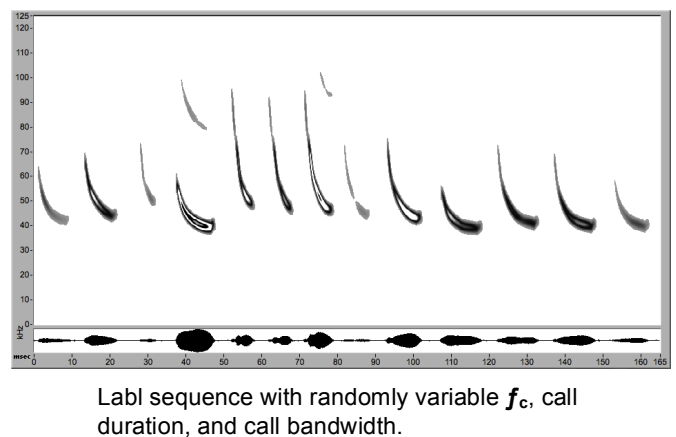 125
120
110
100
90
80
70
60
50
40
30
20
10
0
kHz
msec
0 10 20 30 40 50 60 70 80 90 100 110 120 130 140 150 160 165
Labl sequence with randomly variable ƒc, call
duration, and call bandwidth.